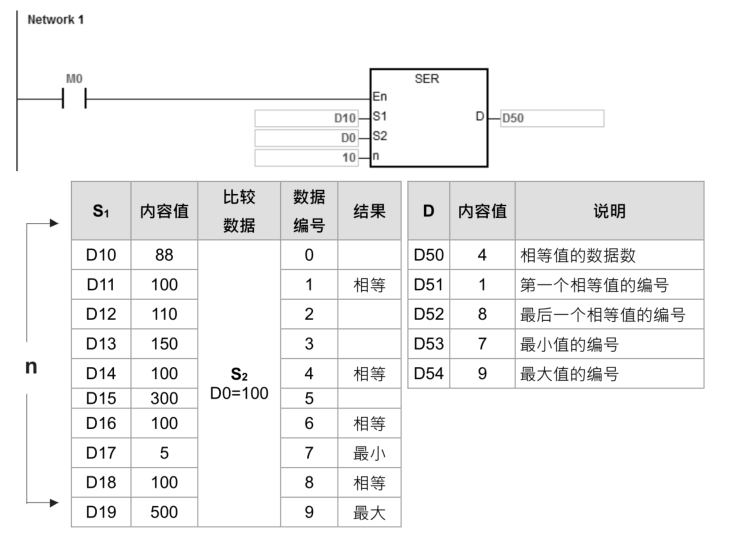 Network 1
M0
SER
En
D10 S1 D D50
D0 S2
10 n
S1 内容值 比较数据 数据编号 结果
D10 88 0
D11 100 1 相等
D12 110 2
D13 150 3
D14 100 4 相等
D15 300 5
D16 100 6 相等
D17 5 7 最小
D18 100 8 相等
D19 500 9 最大
S2
D0=100
n
D 内容值 说明
D50 4 相等值的数据数
D51 1 第一个相等值的编号
D52 8 最后一个相等值的编号
D53 7 最小值的编号
D54 9 最大值的编号